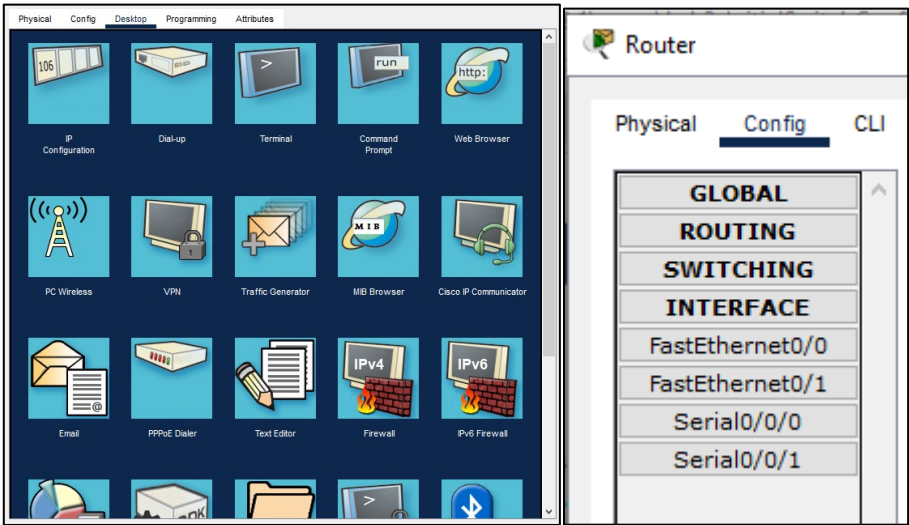 Physical Config Desktop Programming Attributes
106
>
run
http:
IP
Configuration
Dial-up
Terminal
Command
Prompt
Web Browser
MIB
PC Wireless
VPN
Traffic Generator
MIB Browser
Cisco IP Communicator
@
IPv4
IPv6
Email
PPPoE Dialer
Text Editor
Firewall
IPv6 Firewall
>
Router
Physical Config CLI
GLOBAL
ROUTING
SWITCHING
INTERFACE
FastEthernet0/0
FastEthernet0/1
Serial0/0/0
Serial0/0/1